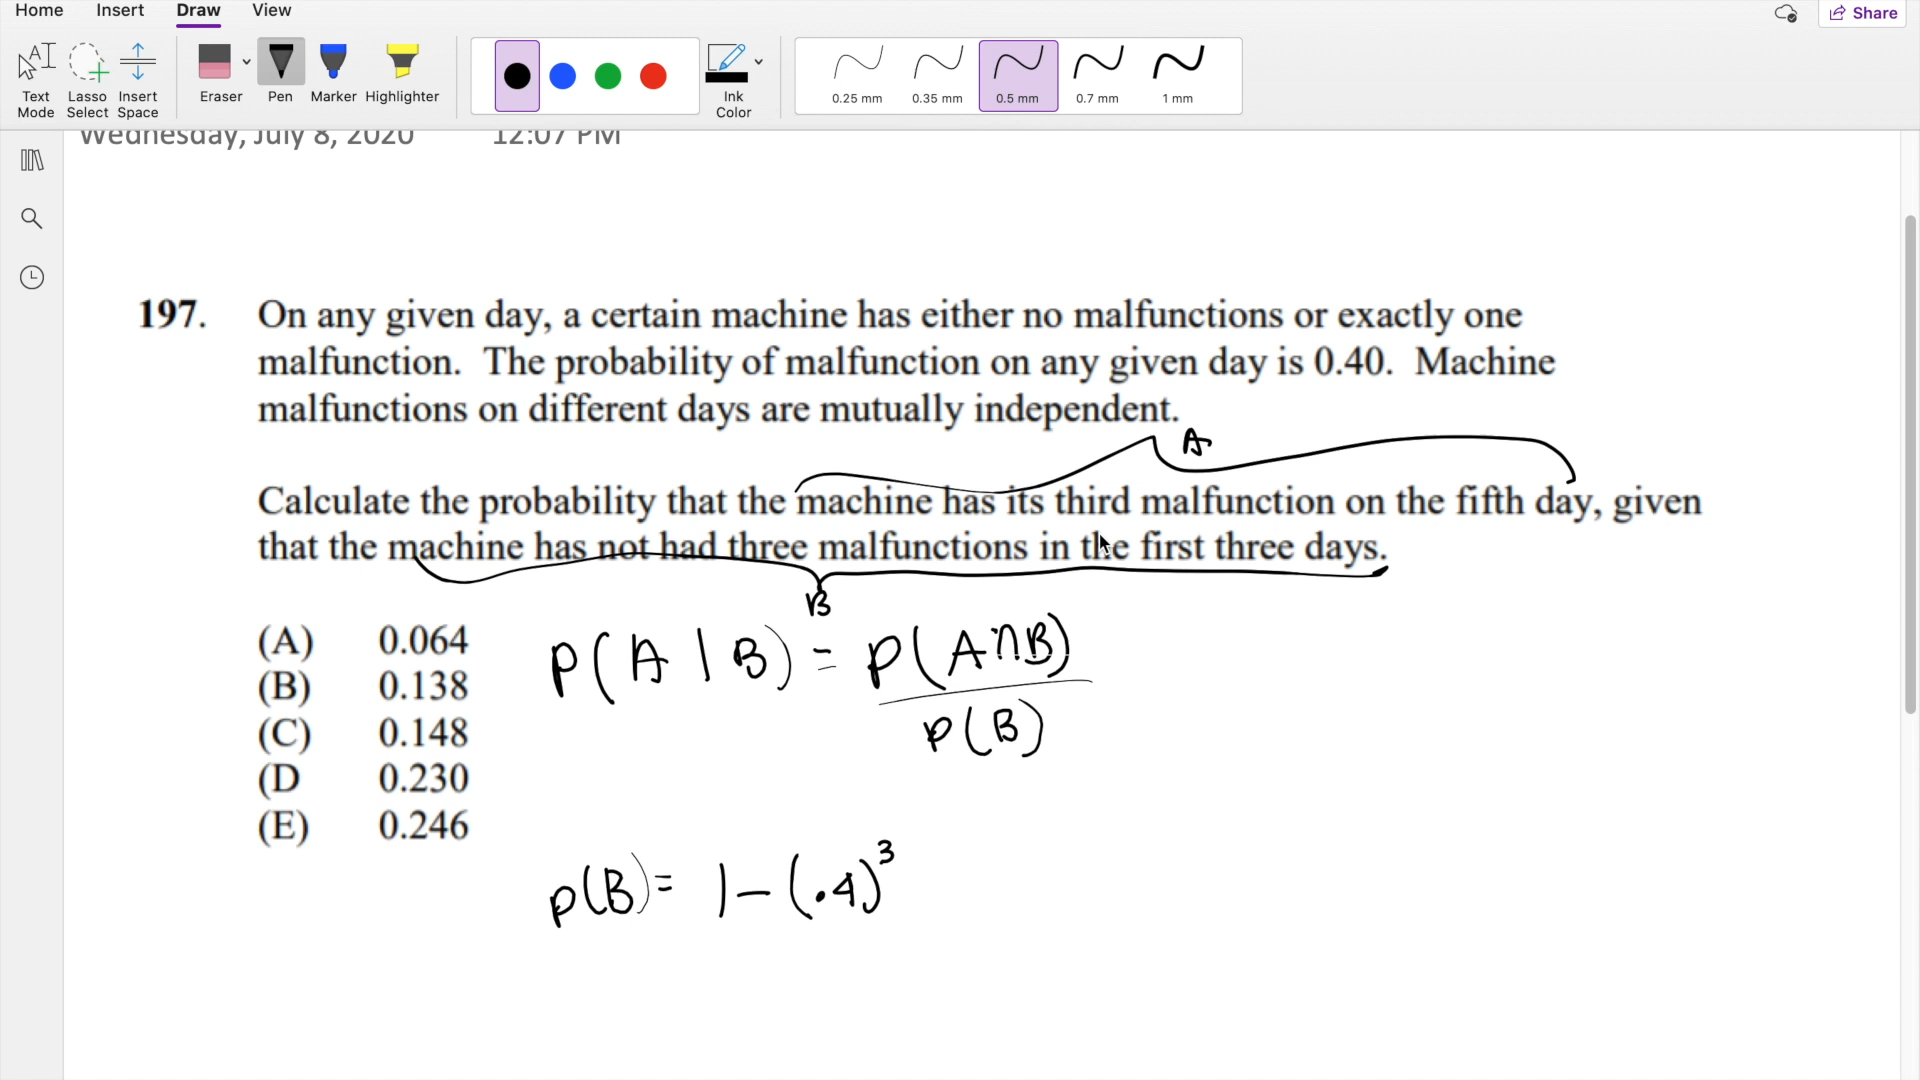 Home Insert Draw View
Share
Text Mode
Lasso Select
Insert Space
Eraser
Pen
Marker
Highlighter
Ink Color
0.25 mm
0.35 mm
0.5 mm
0.7 mm
1 mm
Wednesday, July 8, 2020 12:07 PM
197. On any given day, a certain machine has either no malfunctions or exactly one
malfunction. The probability of malfunction on any given day is 0.40. Machine
malfunctions on different days are mutually independent.
A
Calculate the probability that the machine has its third malfunction on the fifth day, given
that the machine has not had three malfunctions in the first three days.
B
(A) 0.064
(B) 0.138
(C) 0.148
(D 0.230
(E) 0.246
P(A|B) = P(A∩B)
P(B)
P(B)= 1-(.4)³